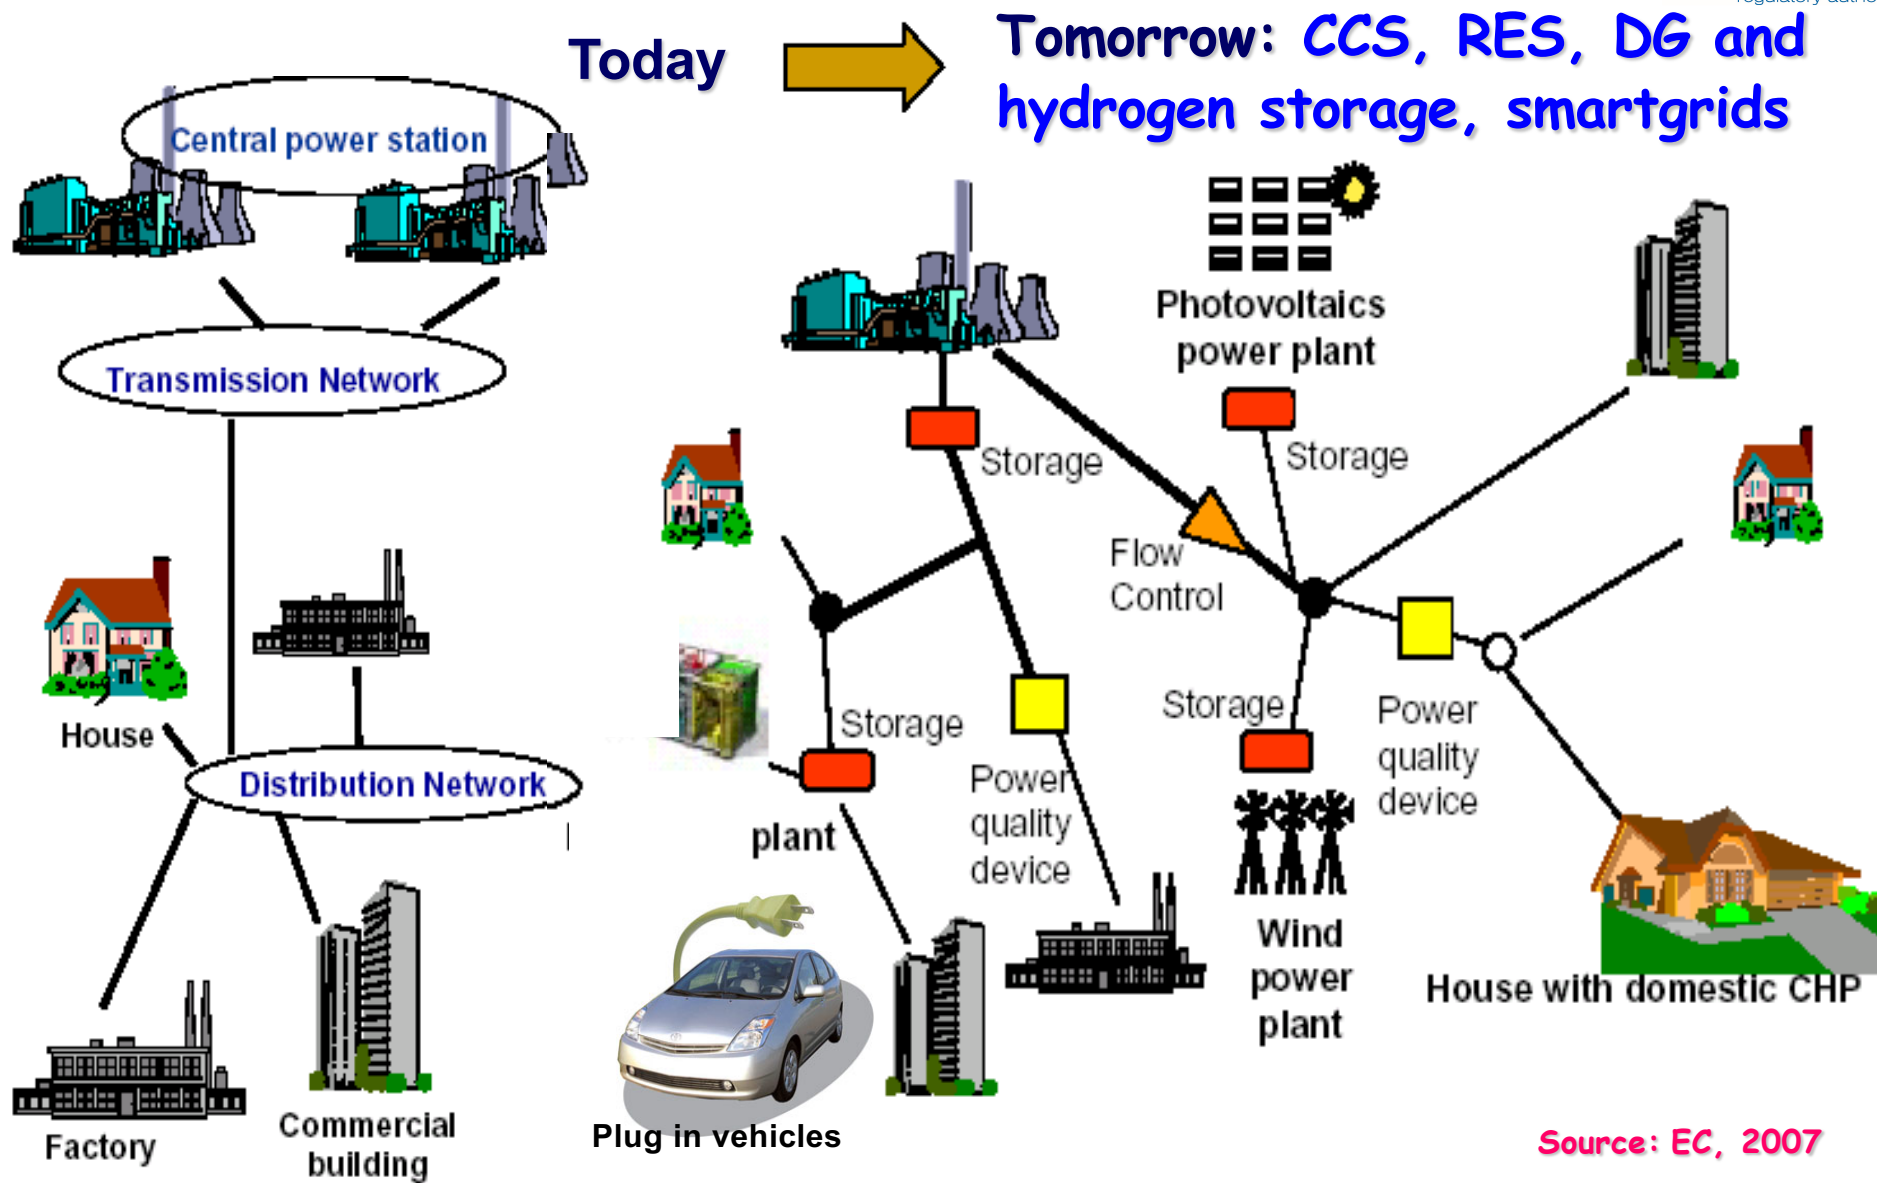 regulatory autho
Today
Tomorrow: CCS, RES, DG and
hydrogen storage, smartgrids
Central power station
Transmission Network
House
Distribution Network
Factory
Commercial
building
Photovoltaics
power plant
Storage
Storage
Flow
Control
Storage
Storage
Power
quality
device
Power
quality
device
plant
Wind
power
plant
House with domestic CHP
Plug in vehicles
Source: EC, 2007